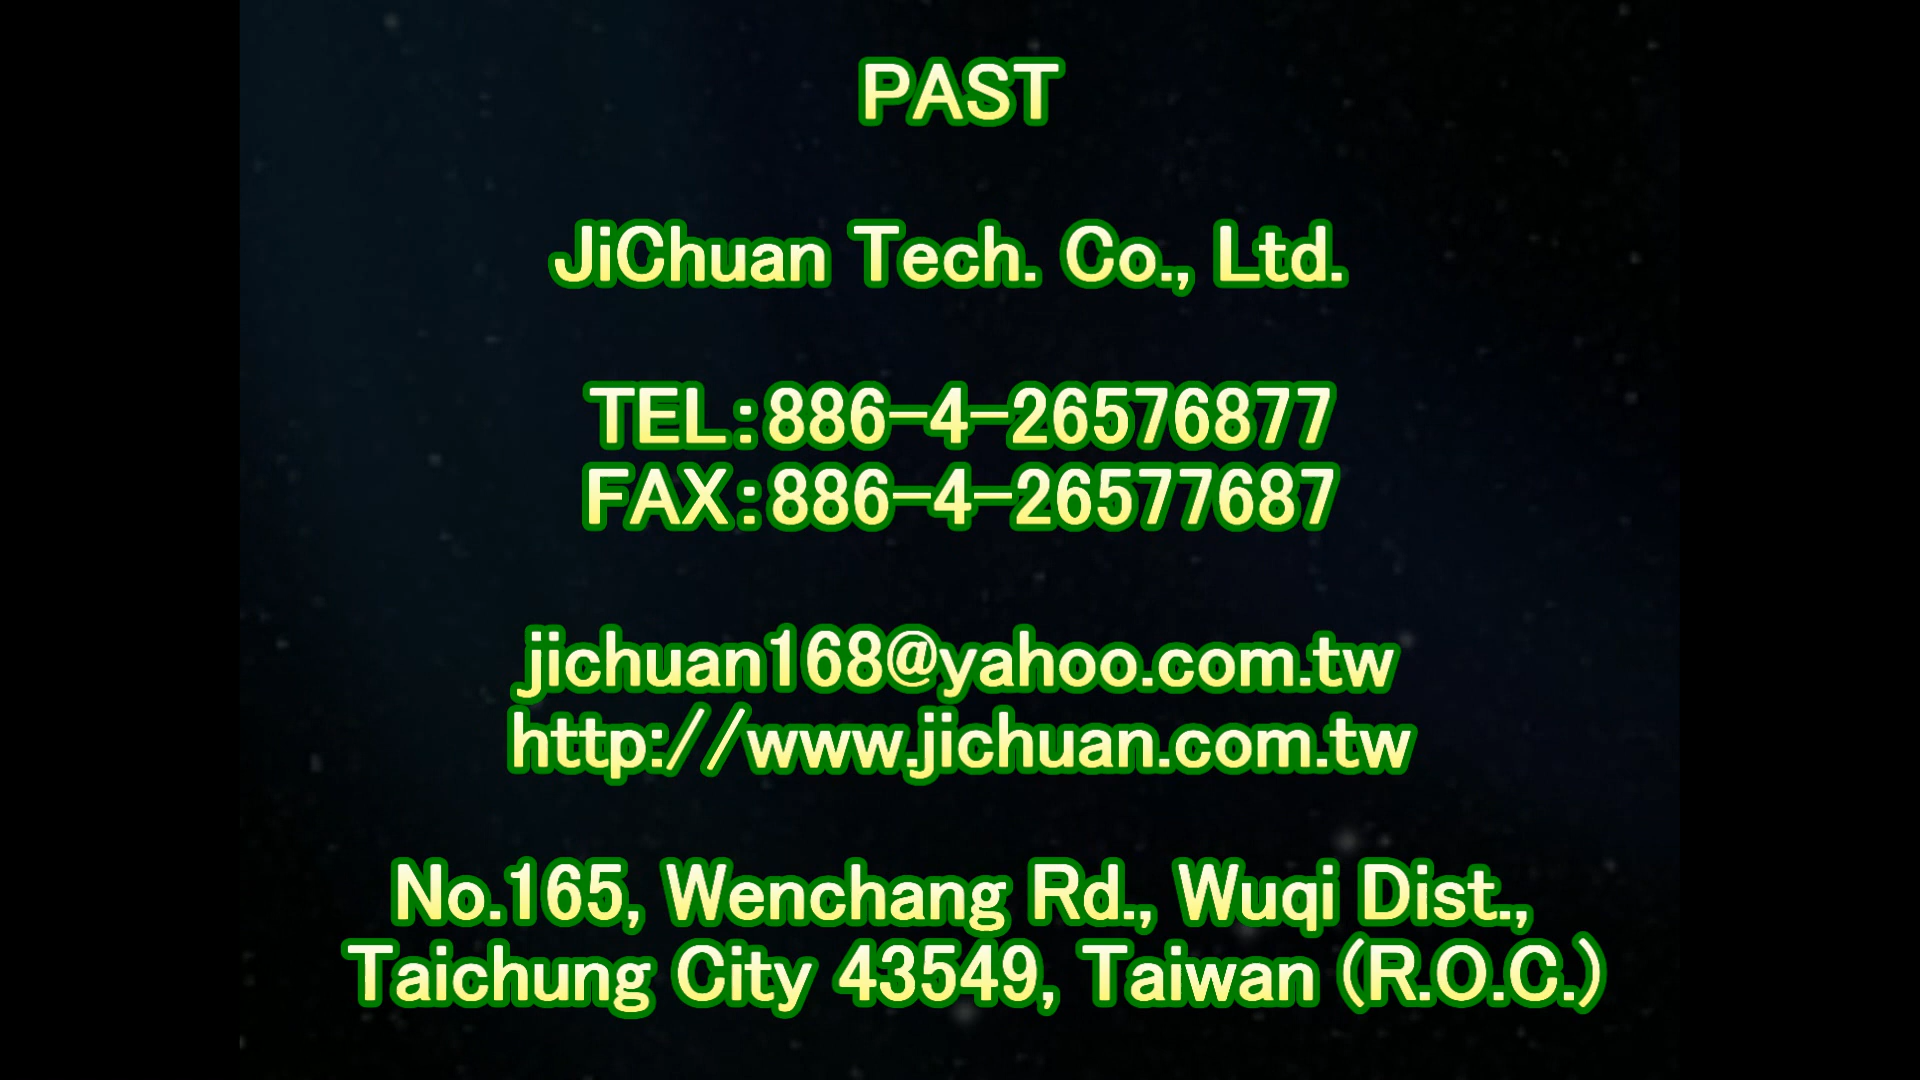 PAST
JiChuan Tech. Co., Ltd.
TEL:886-4-26576877
FAX:886-4-26577687
jichuan168@yahoo.com.tw
http://www.jichuan.com.tw
No.165, Wenchang Rd., Wuqi Dist.,
Taichung City 43549, Taiwan (R.O.C.)